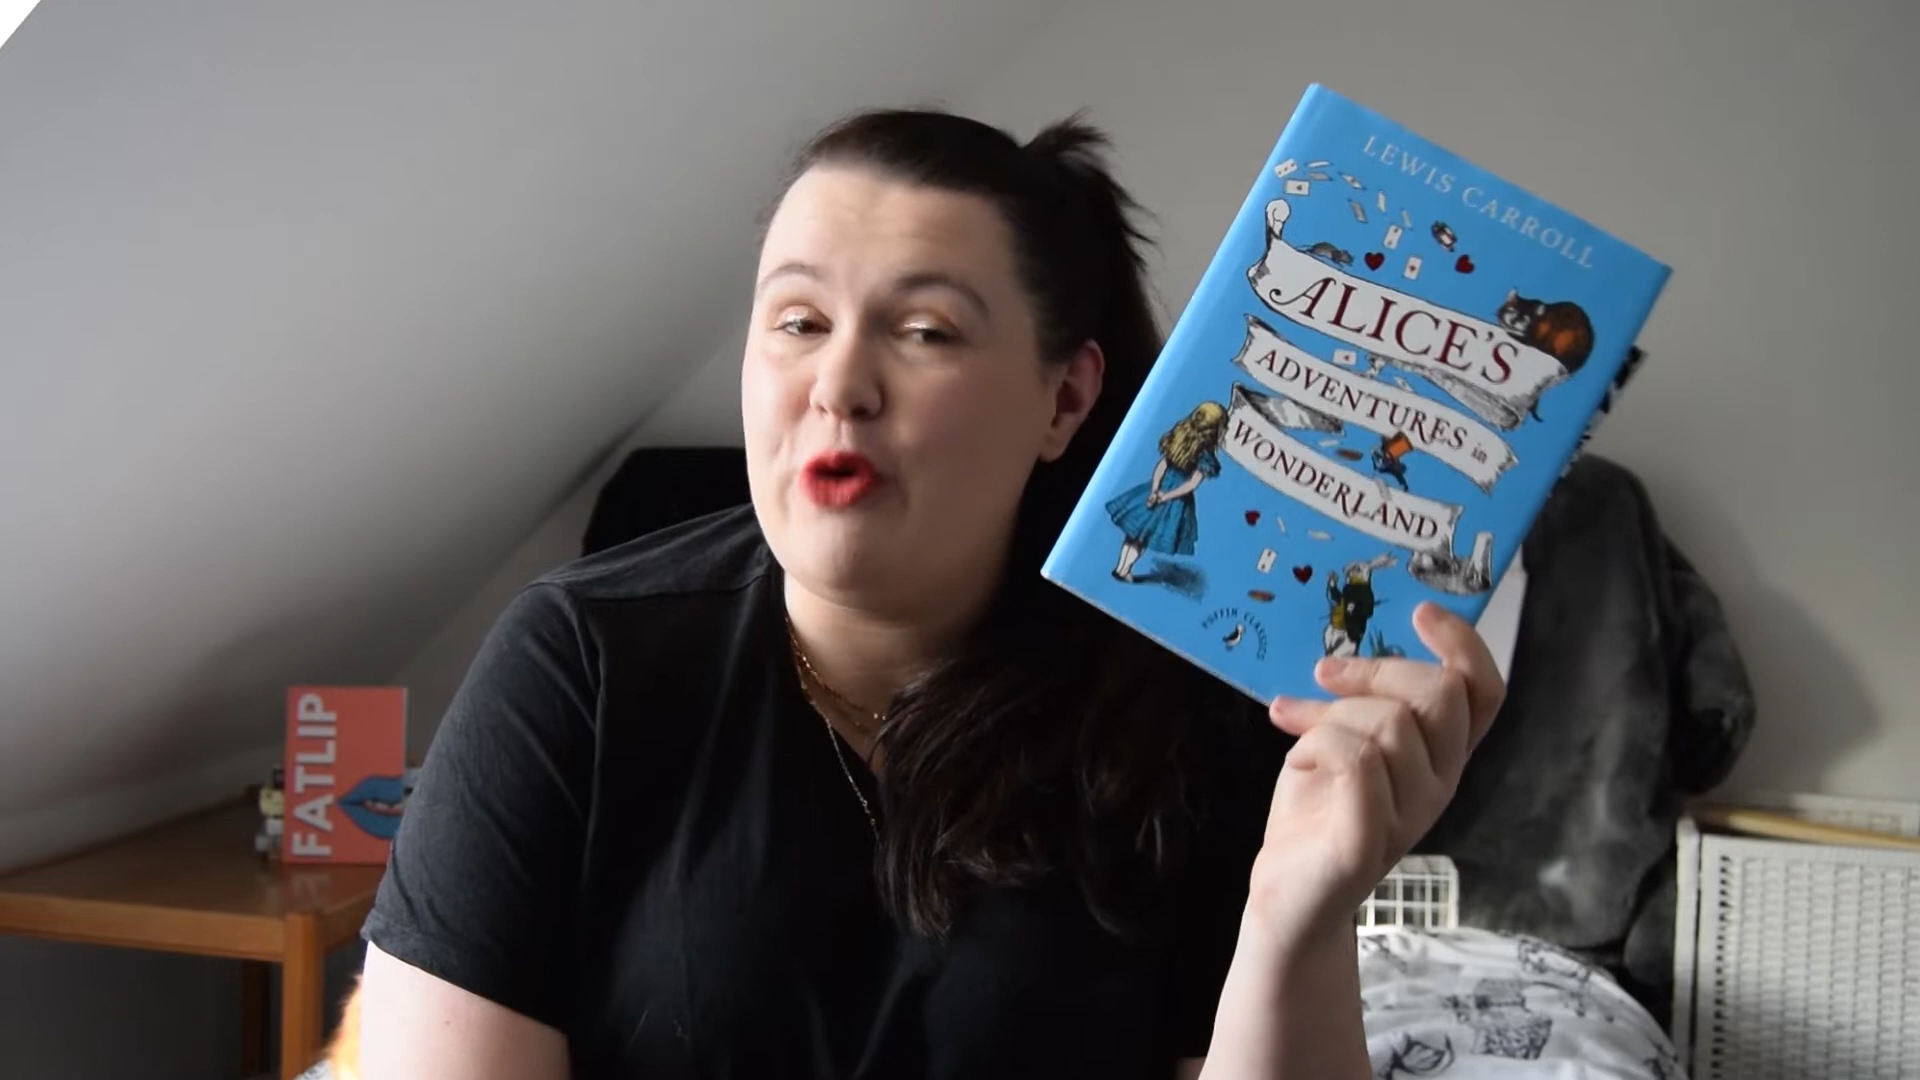 LEWIS CARROLL
ALICE'S
ADVENTURES in
WONDERLAND
PUFFIN CLASSICS
FATLIP